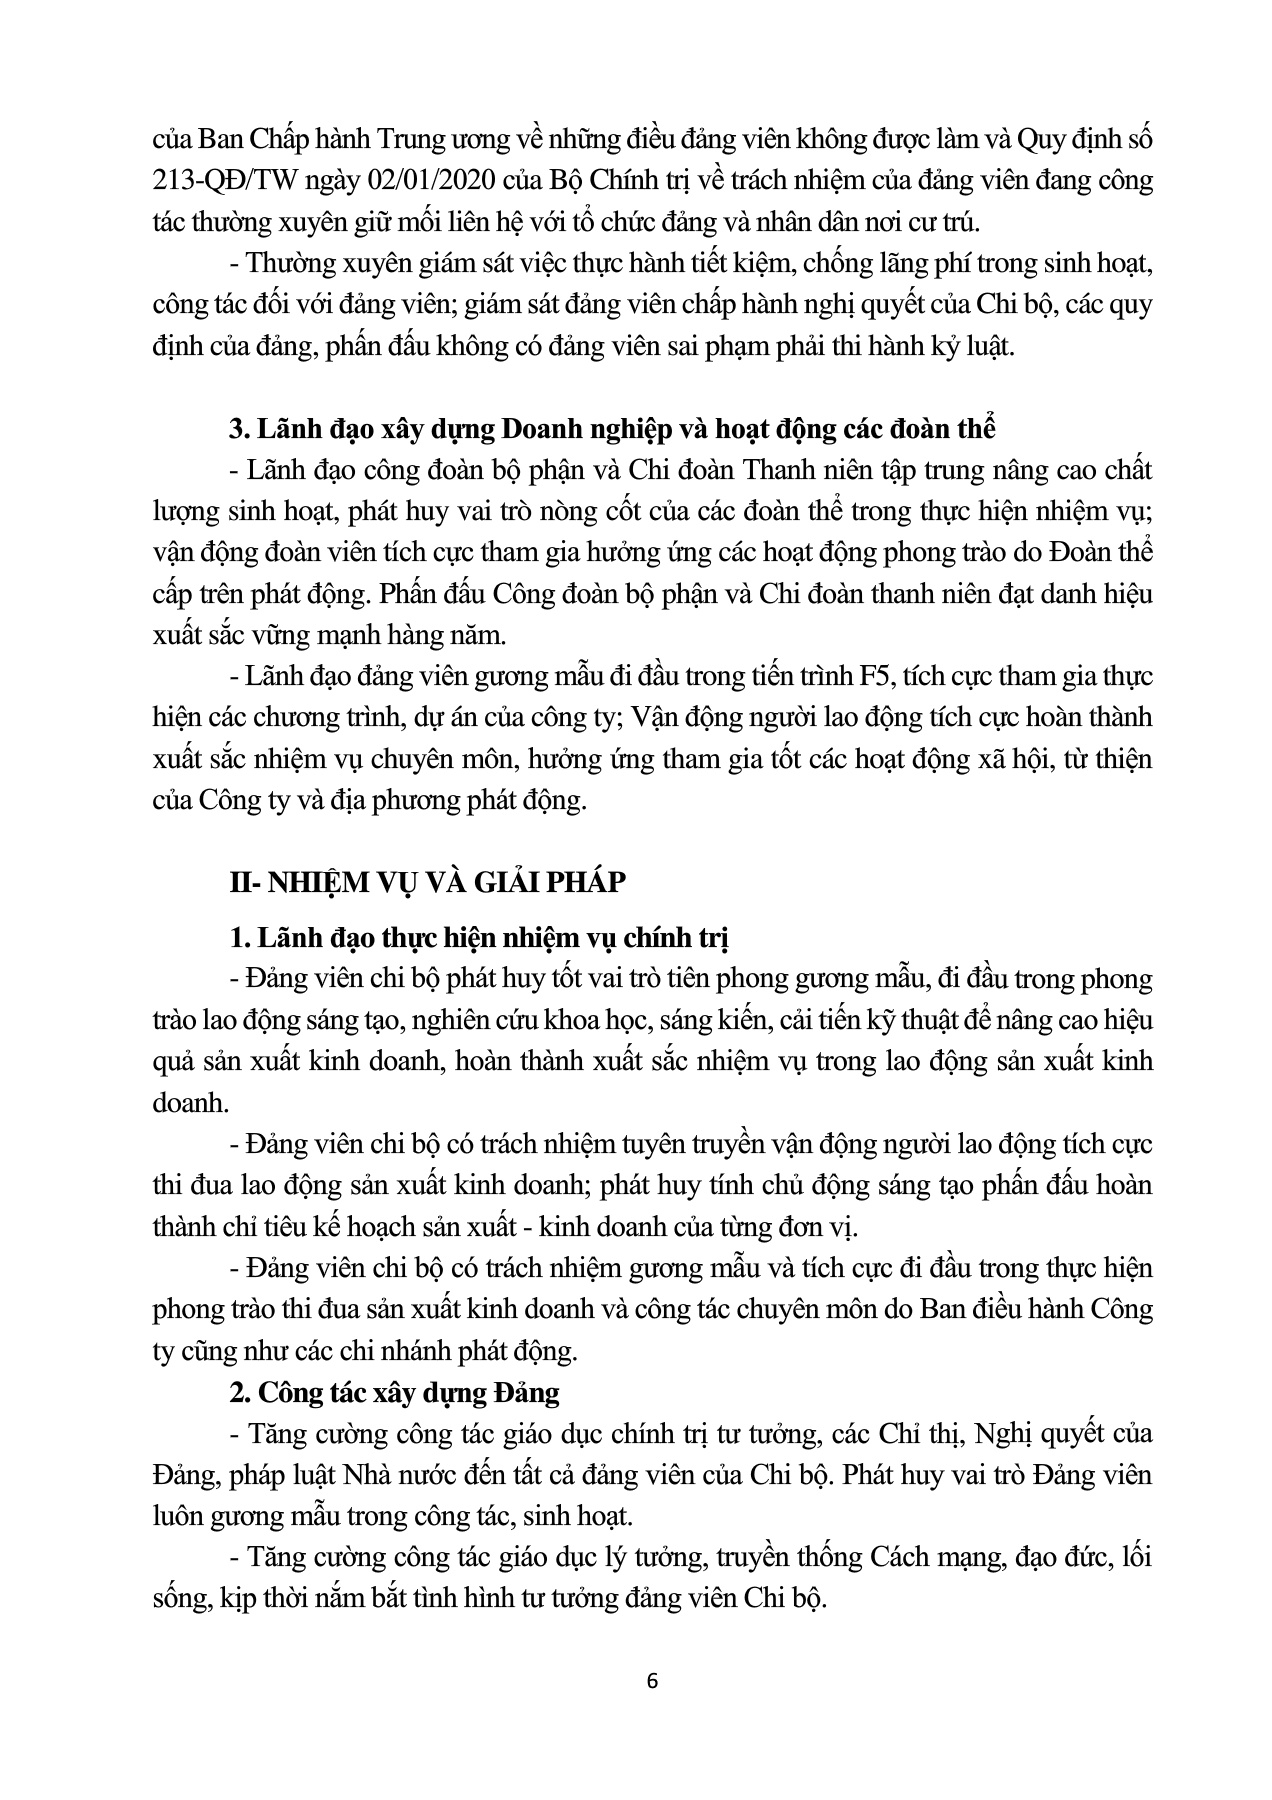 của Ban Chấp hành Trung ương về những điều đảng viên không được làm và Quy định số
213-QĐ/TW ngày 02/01/2020 của Bộ Chính trị về trách nhiệm của đảng viên đang công
tác thường xuyên giữ mối liên hệ với tổ chức đảng và nhân dân nơi cư trú.
- Thường xuyên giám sát việc thực hành tiết kiệm, chống lãng phí trong sinh hoạt,
công tác đối với đảng viên; giám sát đảng viên chấp hành nghị quyết của Chi bộ, các quy
định của đảng, phấn đấu không có đảng viên sai phạm phải thi hành kỷ luật.
3. Lãnh đạo xây dựng Doanh nghiệp và hoạt động các đoàn thể
- Lãnh đạo công đoàn bộ phận và Chi đoàn Thanh niên tập trung nâng cao chất
lượng sinh hoạt, phát huy vai trò nòng cốt của các đoàn thể trong thực hiện nhiệm vụ;
vận động đoàn viên tích cực tham gia hưởng ứng các hoạt động phong trào do Đoàn thể
cấp trên phát động. Phấn đấu Công đoàn bộ phận và Chi đoàn thanh niên đạt danh hiệu
xuất sắc vững mạnh hàng năm.
- Lãnh đạo đảng viên gương mẫu đi đầu trong tiến trình F5, tích cực tham gia thực
hiện các chương trình, dự án của công ty; Vận động người lao động tích cực hoàn thành
xuất sắc nhiệm vụ chuyên môn, hưởng ứng tham gia tốt các hoạt động xã hội, từ thiện
của Công ty và địa phương phát động.
II- NHIỆM VỤ VÀ GIẢI PHÁP
1. Lãnh đạo thực hiện nhiệm vụ chính trị
- Đảng viên chi bộ phát huy tốt vai trò tiên phong gương mẫu, đi đầu trong phong
trào lao động sáng tạo, nghiên cứu khoa học, sáng kiến, cải tiến kỹ thuật để nâng cao hiệu
quả sản xuất kinh doanh, hoàn thành xuất sắc nhiệm vụ trong lao động sản xuất kinh
doanh.
- Đảng viên chi bộ có trách nhiệm tuyên truyền vận động người lao động tích cực
thi đua lao động sản xuất kinh doanh; phát huy tính chủ động sáng tạo phấn đấu hoàn
thành chỉ tiêu kế hoạch sản xuất - kinh doanh của từng đơn vị.
- Đảng viên chi bộ có trách nhiệm gương mẫu và tích cực đi đầu trong thực hiện
phong trào thi đua sản xuất kinh doanh và công tác chuyên môn do Ban điều hành Công
ty cũng như các chi nhánh phát động.
2. Công tác xây dựng Đảng
- Tăng cường công tác giáo dục chính trị tư tưởng, các Chỉ thị, Nghị quyết của
Đảng, pháp luật Nhà nước đến tất cả đảng viên của Chi bộ. Phát huy vai trò Đảng viên
luôn gương mẫu trong công tác, sinh hoạt.
- Tăng cường công tác giáo dục lý tưởng, truyền thống Cách mạng, đạo đức, lối
sống, kịp thời nắm bắt tình hình tư tưởng đảng viên Chi bộ.
6